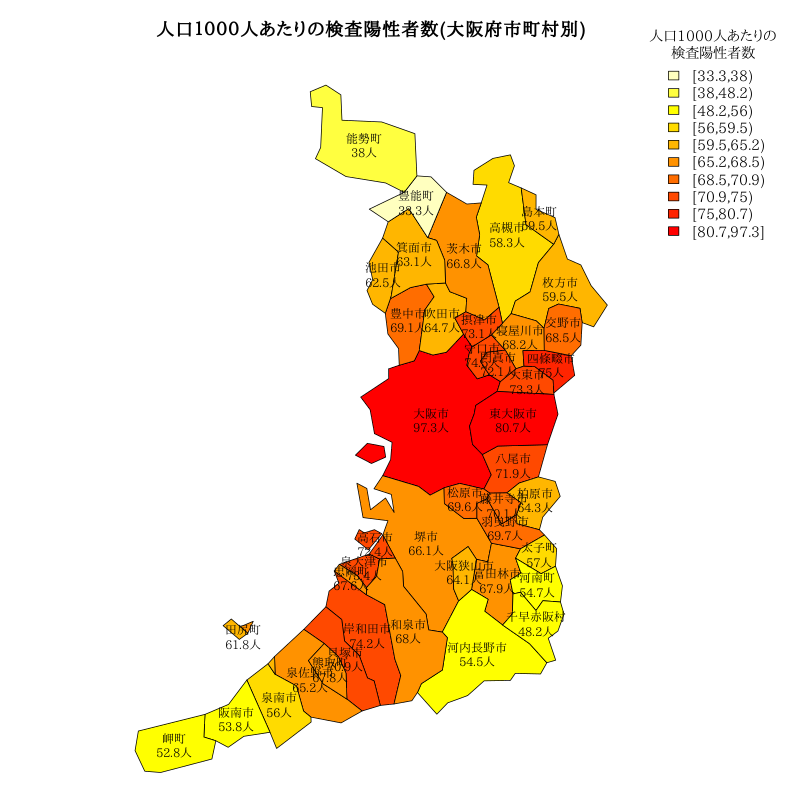 人口1000人あたりの検査陽性者数(大阪府市町村別)
人口1000人あたりの
検査陽性者数
[33.3,38)
[38,48.2)
[48.2,56)
[56,59.5)
[59.5,65.2)
[65.2,68.5)
[68.5,70.9)
[70.9,75)
[75,80.7)
[80.7,97.3]
能勢町
38人
豊能町
33.3人
島本町
59.5人
高槻市
58.3人
茨木市
66.8人
箕面市
63.1人
池田市
62.5人
枚方市
59.5人
豊中市
69.1人
吹田市
64.7人
摂津市
73.1人
寝屋川市
68.2人
交野市
68.5人
守口市
門真市
72.1人
四條畷市
75人
大東市
73.3人
大阪市
97.3人
東大阪市
80.7人
八尾市
71.9人
松原市
69.6人
藤井寺市
70.1人
柏原市
64.3人
羽曳野市
69.7人
高石市
堺市
66.1人
太子町
57人
泉大津市
67.6人
大阪狭山市
64.1人
富田林市
67.9人
河南町
54.7人
千早赤阪村
48.2人
田尻町
61.8人
岸和田市
74.2人
和泉市
68人
河内長野市
54.5人
貝塚市
70.9人
熊取町
67.8人
泉佐野市
65.2人
泉南市
56人
阪南市
53.8人
岬町
52.8人